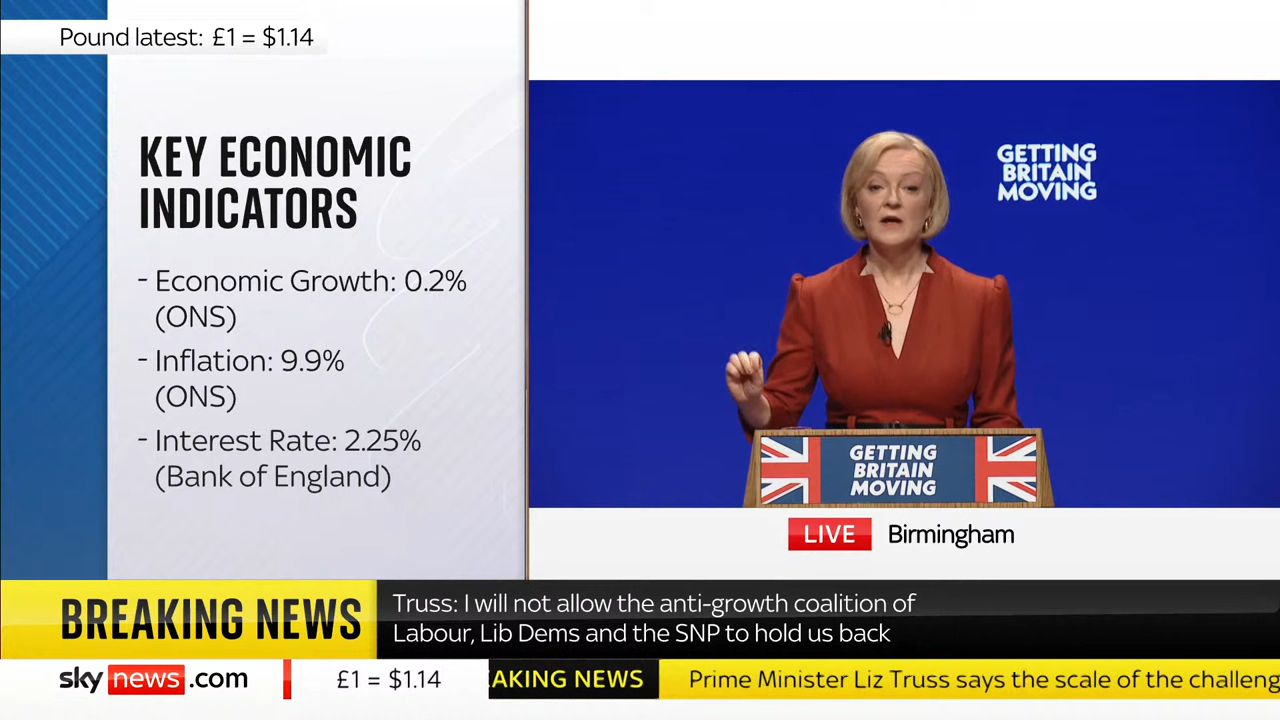 Pound latest: £1 = $1.14
KEY ECONOMIC
INDICATORS
- Economic Growth: 0.2%
(ONS)
- Inflation: 9.9%
(ONS)
- Interest Rate: 2.25%
(Bank of England)
GETTING
BRITAIN
MOVING
GETTING
BRITAIN
MOVING
LIVE Birmingham
BREAKING NEWS
Truss: I will not allow the anti-growth coalition of
Labour, Lib Dems and the SNP to hold us back
sky news.com £1 = $1.14 AKING NEWS Prime Minister Liz Truss says the scale of the challeng